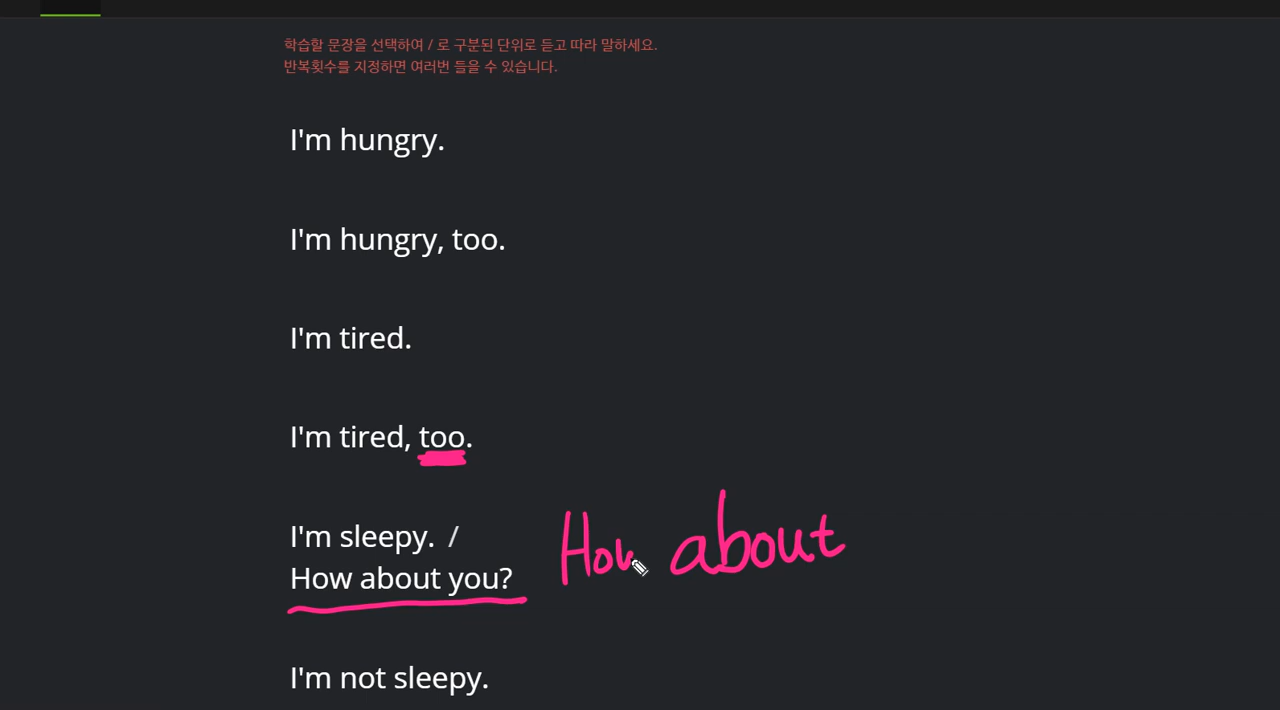 학습할 문장을 선택하여 / 로 구분된 단위로 듣고 따라 말하세요.
반복횟수를 지정하면 여러번 들을 수 있습니다.
I'm hungry.
I'm hungry, too.
I'm tired.
I'm tired, too.
I'm sleepy. /
How about you?
How about
I'm not sleepy.